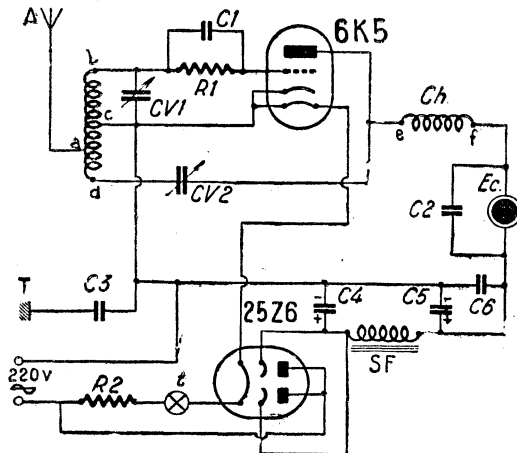 A
C1
6K5
b
R1
CV1
c
a
Ch.
e
f
d
CV2
C2
Ec.
T
C3
C4
C5
C6
25Z6
- + - +
SF
220v
R2
t